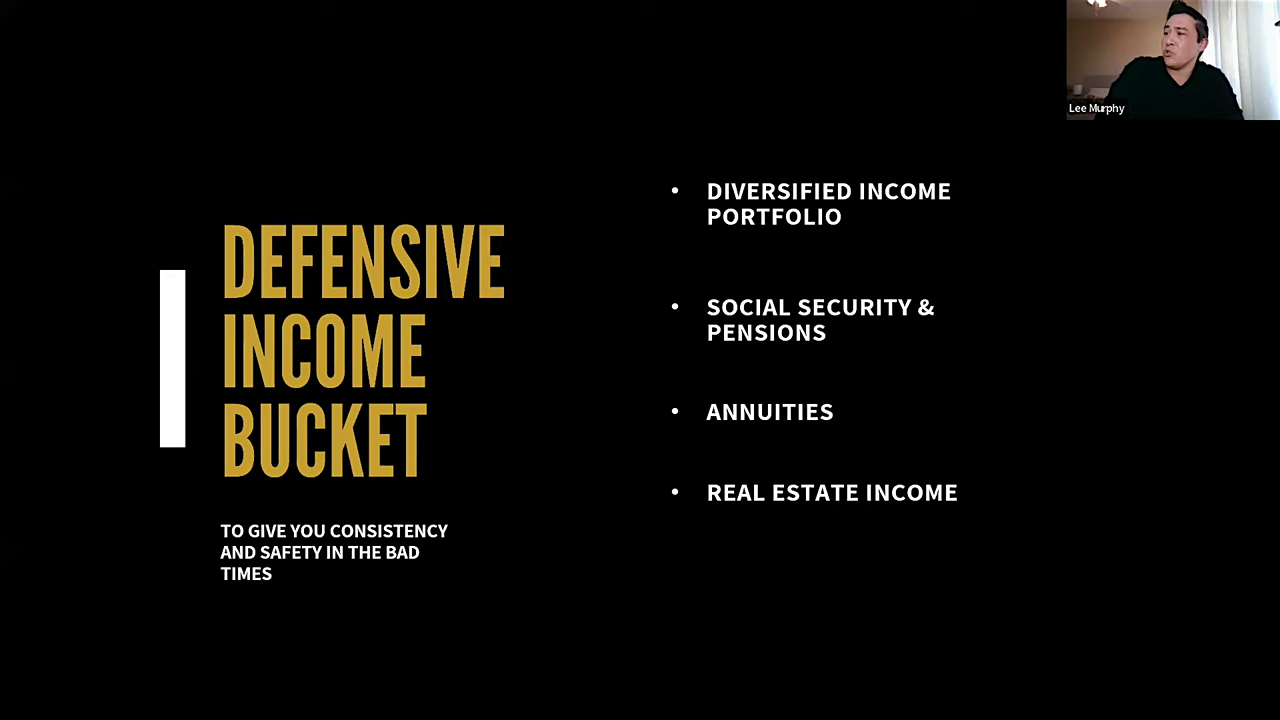 Lee Murphy
DEFENSIVE
INCOME
BUCKET
TO GIVE YOU CONSISTENCY
AND SAFETY IN THE BAD
TIMES
• DIVERSIFIED INCOME
PORTFOLIO
• SOCIAL SECURITY &
PENSIONS
• ANNUITIES
• REAL ESTATE INCOME